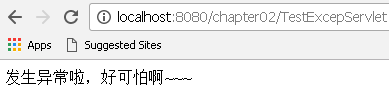 localhost:8080/chapter02/TestExcepServlet
Apps Suggested Sites
发生异常啦，好可怕啊~~~